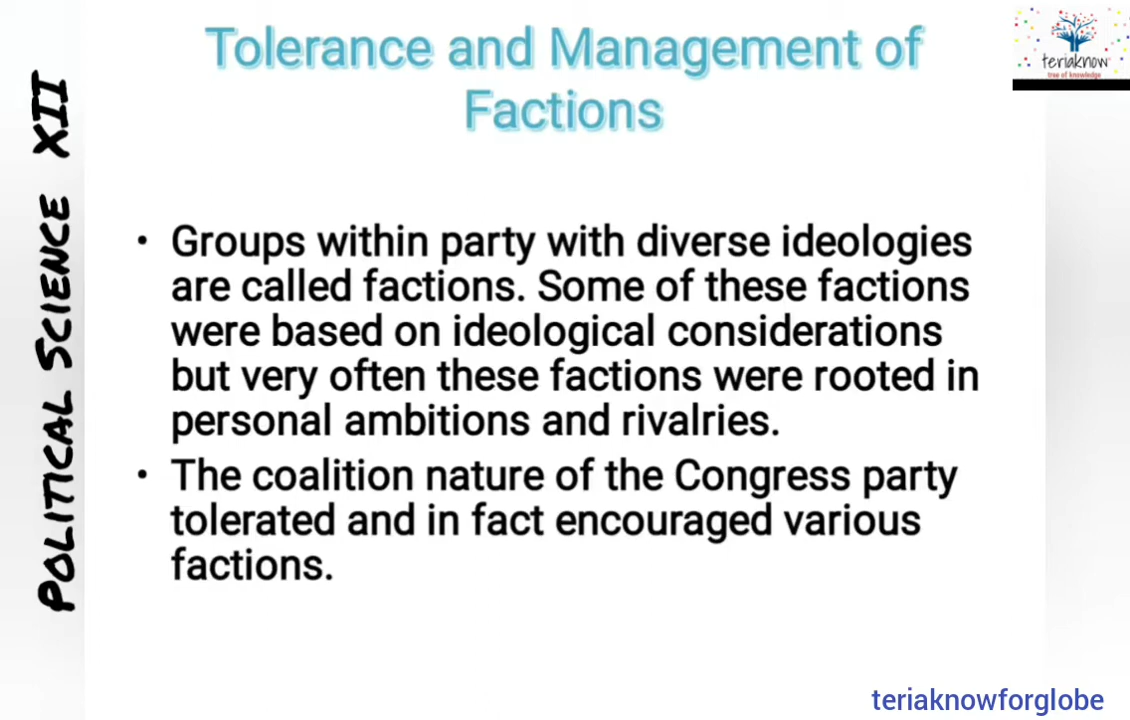 Tolerance and Management of
Factions
teriaknow
tree of knowledge
POLITICAL SCIENCE XII
• Groups within party with diverse ideologies
are called factions. Some of these factions
were based on ideological considerations
but very often these factions were rooted in
personal ambitions and rivalries.
• The coalition nature of the Congress party
tolerated and in fact encouraged various
factions.
teriaknowforglobe